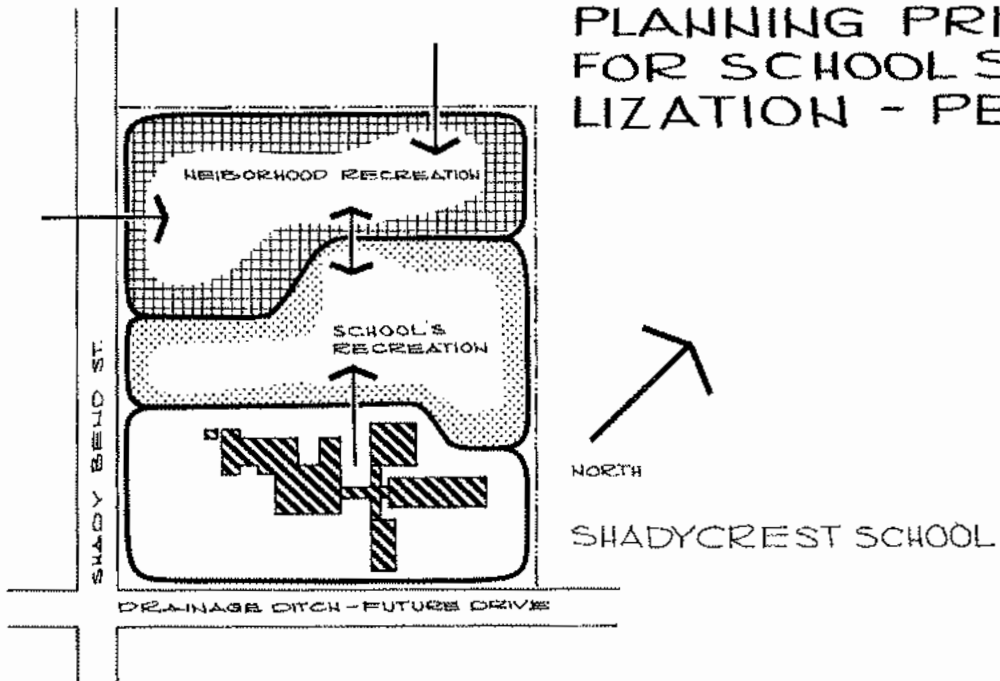 PLANNING PRI
FOR SCHOOL S
LIZATION - PE
NEIBORHOOD RECREATION
SCHOOL'S
RECREATION
SHADY BEND ST.
NORTH
SHADYCREST SCHOOL
DRAINAGE DITCH-FUTURE DRIVE